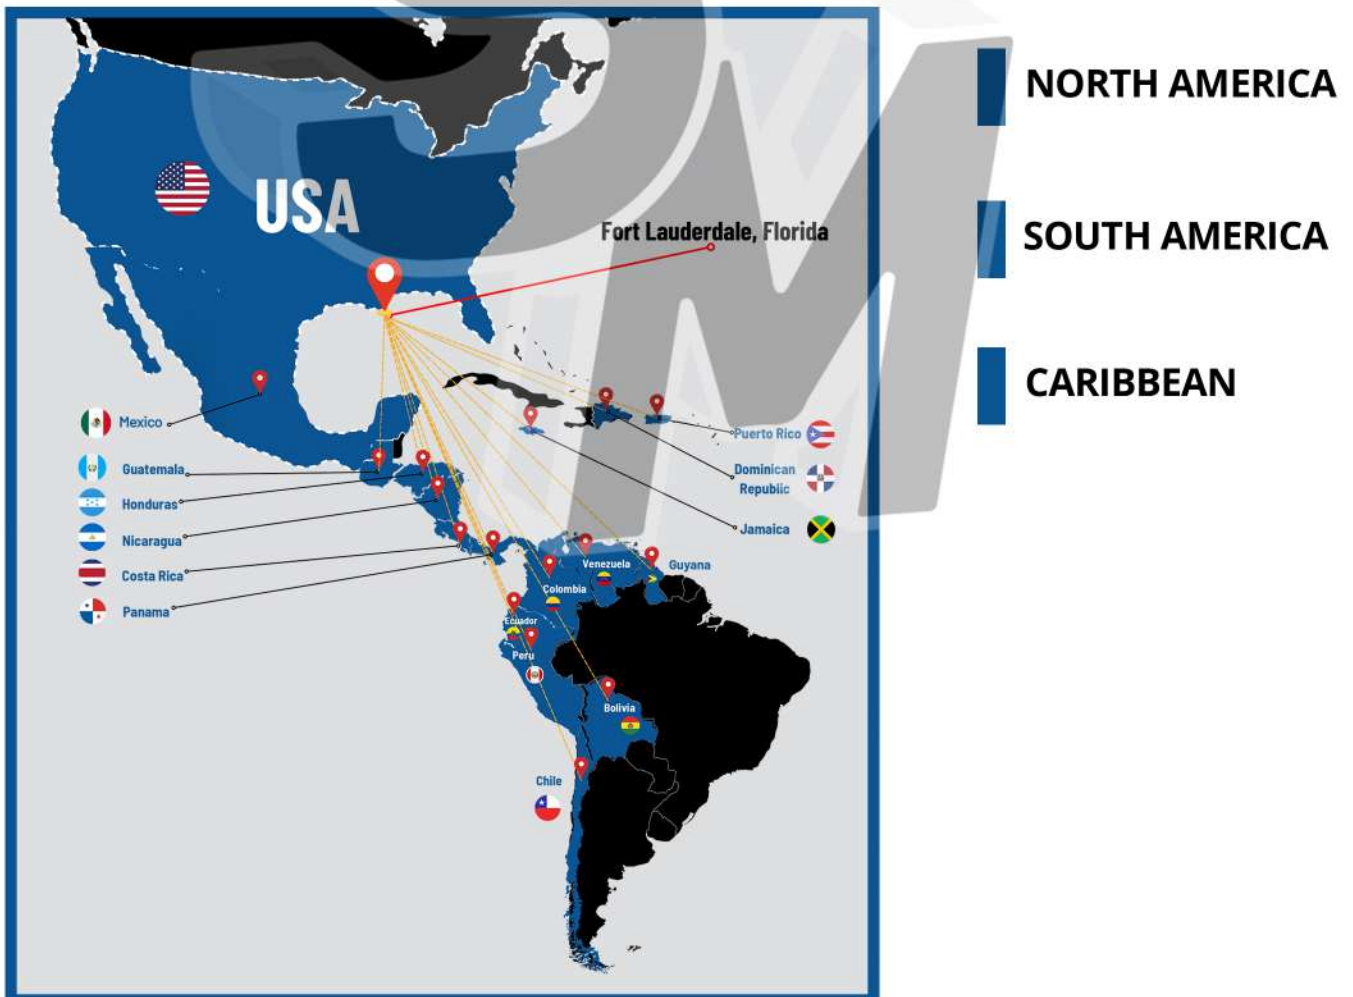 NORTH AMERICA
USA
Fort Lauderdale, Florida
SOUTH AMERICA
CARIBBEAN
Mexico
Guatemala
Honduras
Nicaragua
Costa Rica
Panama
Puerto Rico
Dominican
Republic
Jamaica
Venezuela
Guyana
Colombia
Ecuador
Peru
Bolivia
Chile